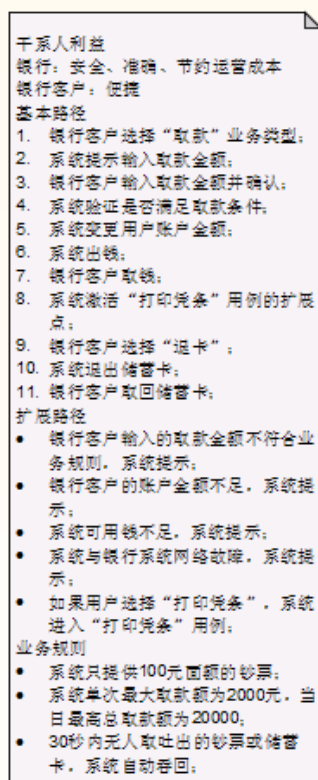 干系人利益
银行：安全、准确、节约运营成本
银行客户：便捷
基本路径
1. 银行客户选择“取款”业务类型；
2. 系统提示输入取款金额；
3. 银行客户输入取款金额并确认；
4. 系统验证是否满足取款条件；
5. 系统变更用户账户金额；
6. 系统出钱；
7. 银行客户取钱；
8. 系统激活“打印凭条”用例的扩展
点；
9. 银行客户选择“退卡”；
10. 系统退出储蓄卡；
11. 银行客户取回储蓄卡；
扩展路径
• 银行客户输入的取款金额不符合业
务规则，系统提示；
• 银行客户的账户金额不足，系统提
示；
• 系统可用钱不足，系统提示；
• 系统与银行系统网络故障，系统提
示；
• 如果用户选择“打印凭条”，系统
进入“打印凭条”用例；
业务规则
• 系统只提供100元面额的钞票；
• 系统单次最大取款额为2000元，当
日最高总取款额为20000；
• 30秒内无人取吐出的钞票或储蓄
卡，系统自动吞回；